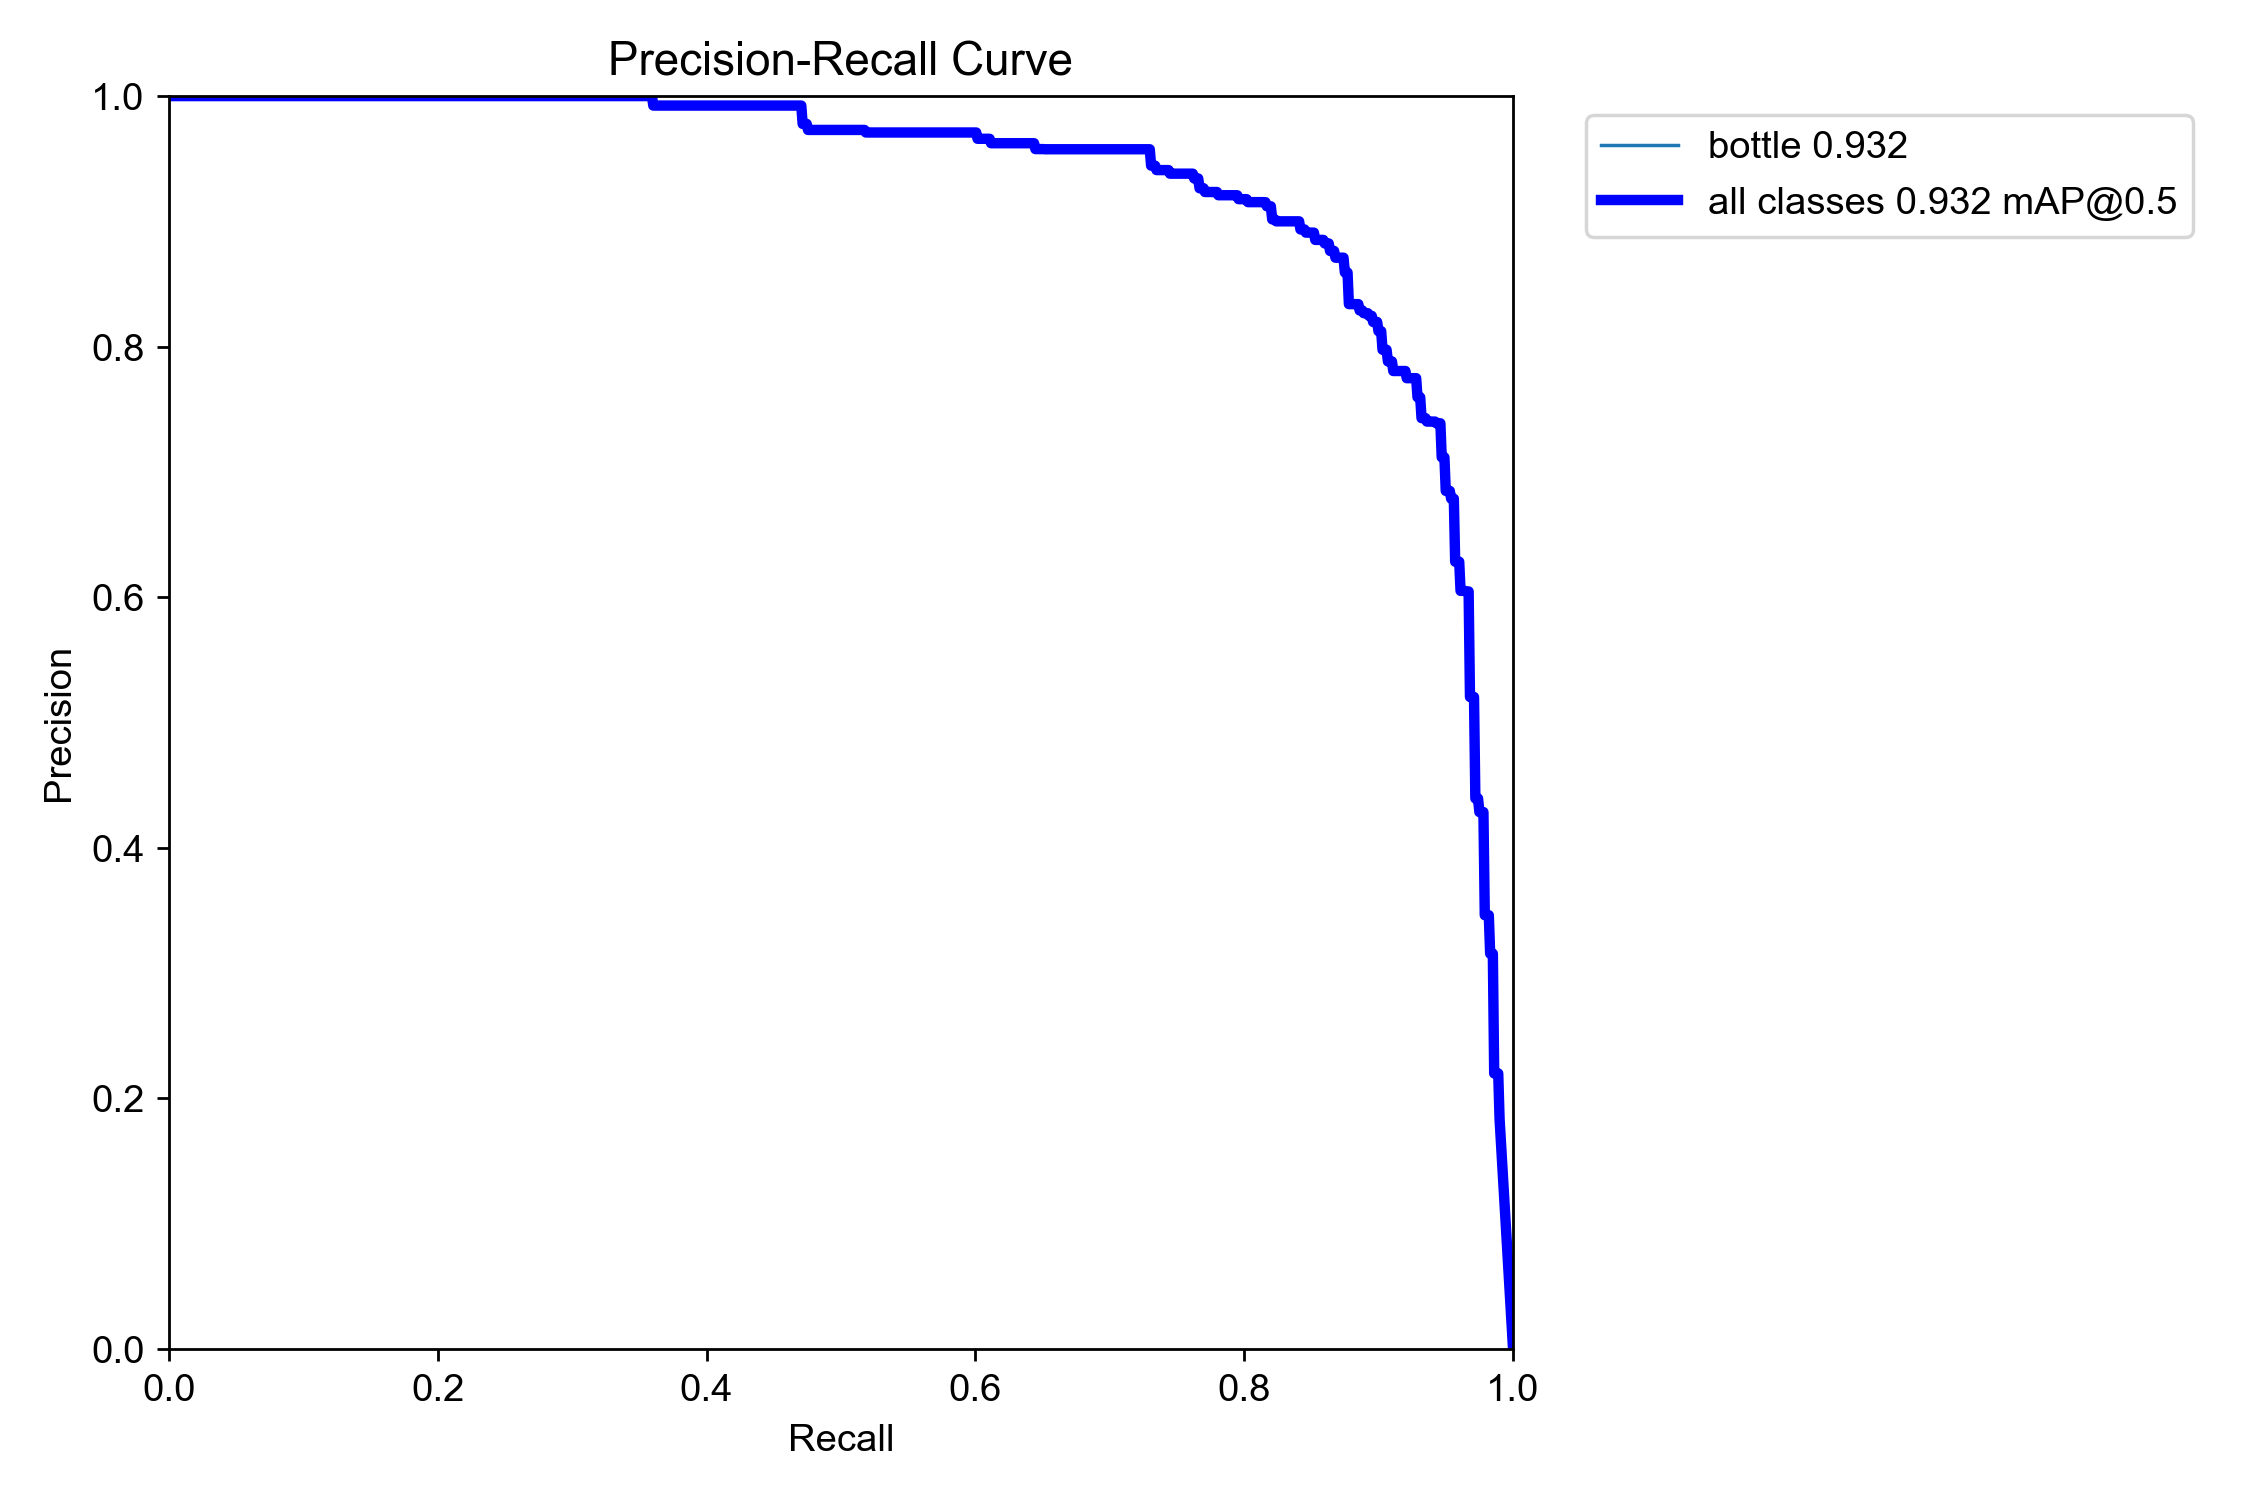 Precision-Recall Curve
bottle 0.932
all classes 0.932 mAP@0.5
1.0
0.8
0.6
0.4
0.2
0.0
Precision
0.0 0.2 0.4 0.6 0.8 1.0
Recall